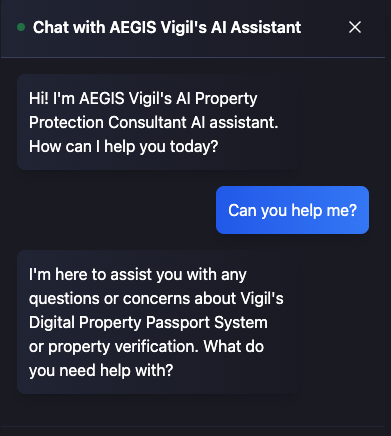 Chat with AEGIS Vigil's AI Assistant
Hi! I'm AEGIS Vigil's AI Property
Protection Consultant AI assistant.
How can I help you today?
Can you help me?
I'm here to assist you with any
questions or concerns about Vigil's
Digital Property Passport System
or property verification. What do
you need help with?